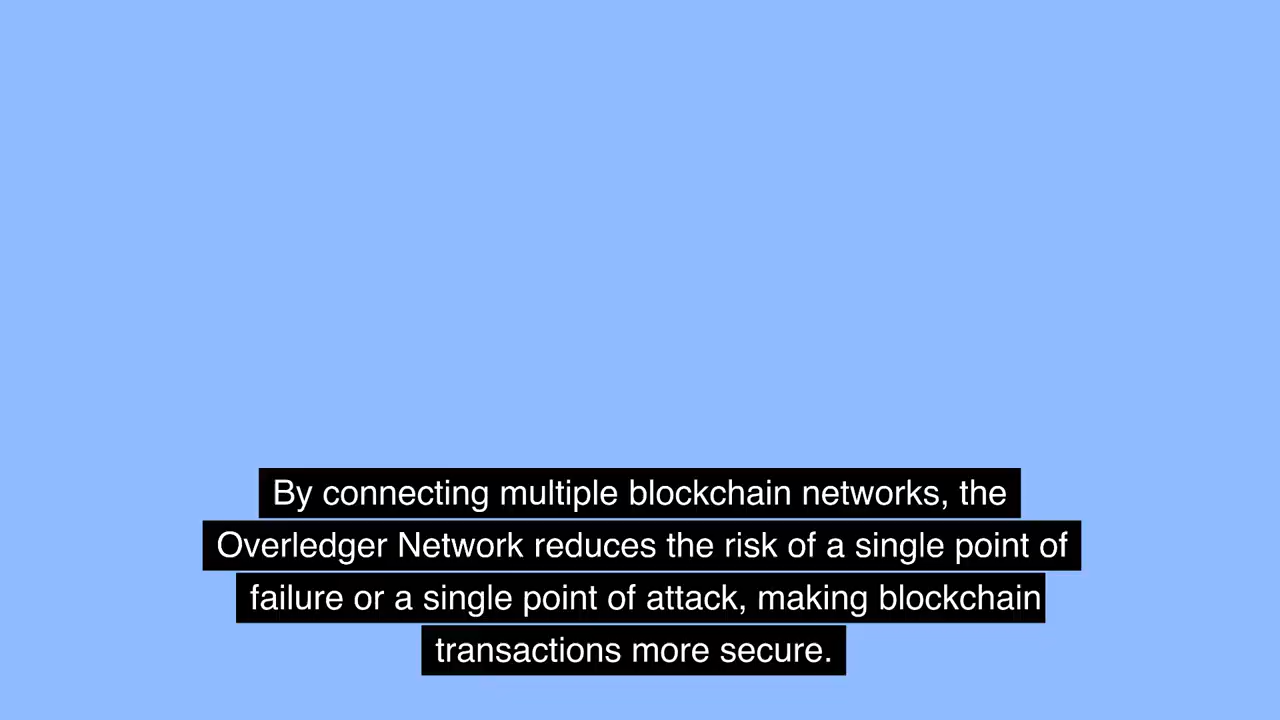 By connecting multiple blockchain networks, the
Overledger Network reduces the risk of a single point of
failure or a single point of attack, making blockchain
transactions more secure.